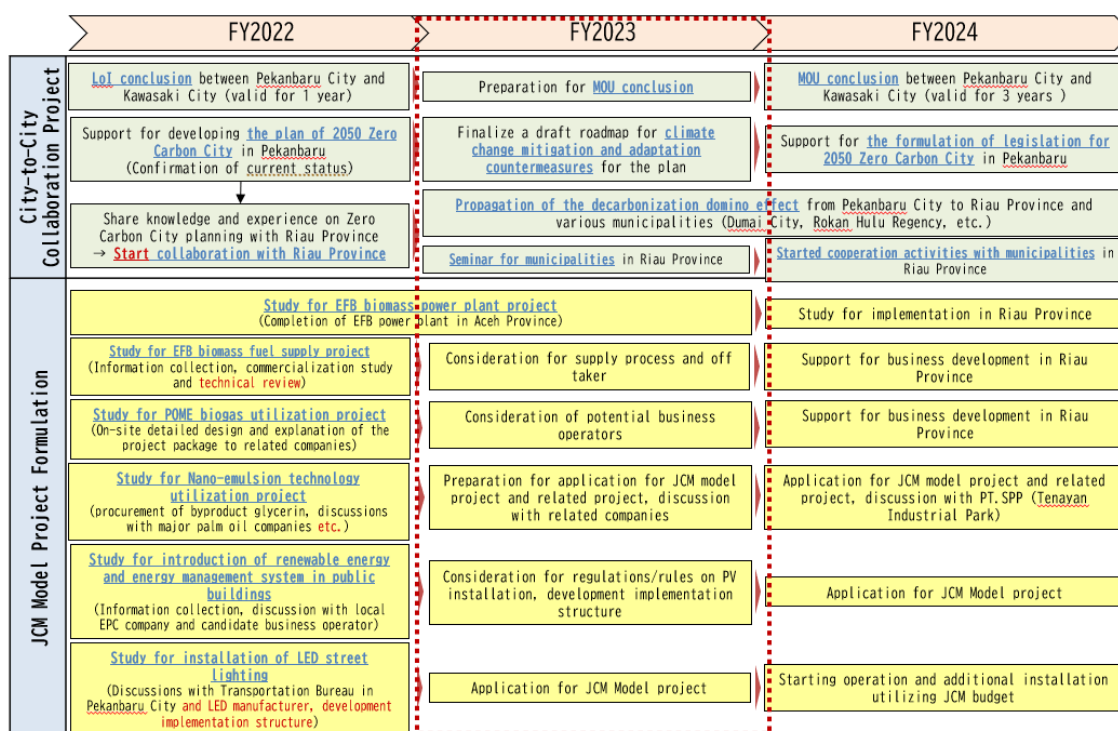 FY2022
FY2023
FY2024
City-to-City
Collaboration Project
LoI conclusion between Pekanbaru City and
Kawasaki City (valid for 1 year)
Preparation for MOU conclusion
MOU conclusion between Pekanbaru City and
Kawasaki City (valid for 3 years )
Support for developing the plan of 2050 Zero
Carbon City in Pekanbaru
(Confirmation of current status)
Finalize a draft roadmap for climate
change mitigation and adaptation
countermeasures for the plan
Support for the formulation of legislation for
2050 Zero Carbon City in Pekanbaru
Share knowledge and experience on Zero
Carbon City planning with Riau Province
→ Start collaboration with Riau Province
Propagation of the decarbonization domino effect from Pekanbaru City to Riau Province and
various municipalities (Dumai City, Rokan Hulu Regency, etc.)
Seminar for municipalities in Riau Province
Started cooperation activities with municipalities in
Riau Province
JCM Model Project Formulation
Study for EFB biomass power plant project
(Completion of EFB power plant in Aceh Province)
Study for implementation in Riau Province
Study for EFB biomass fuel supply project
(Information collection, commercialization study
and technical review)
Consideration for supply process and off
taker
Support for business development in Riau
Province
Study for POME biogas utilization project
(On-site detailed design and explanation of the
project package to related companies)
Consideration of potential business
operators
Support for business development in Riau
Province
Study for Nano-emulsion technology
utilization project
(procurement of byproduct glycerin, discussions
with major palm oil companies etc.)
Preparation for application for JCM model
project and related project, discussion
with related companies
Application for JCM model project and related
project, discussion with PT.SPP (Tenayan
Industrial Park)
Study for introduction of renewable energy
and energy management system in public
buildings
(Information collection, discussion with local
EPC company and candidate business operator)
Consideration for regulations/rules on PV
installation, development implementation
structure
Application for JCM Model project
Study for installation of LED street
lighting
(Discussions with Transportation Bureau in
Pekanbaru City and LED manufacturer, development
implementation structure)
Application for JCM Model project
Starting operation and additional installation
utilizing JCM budget